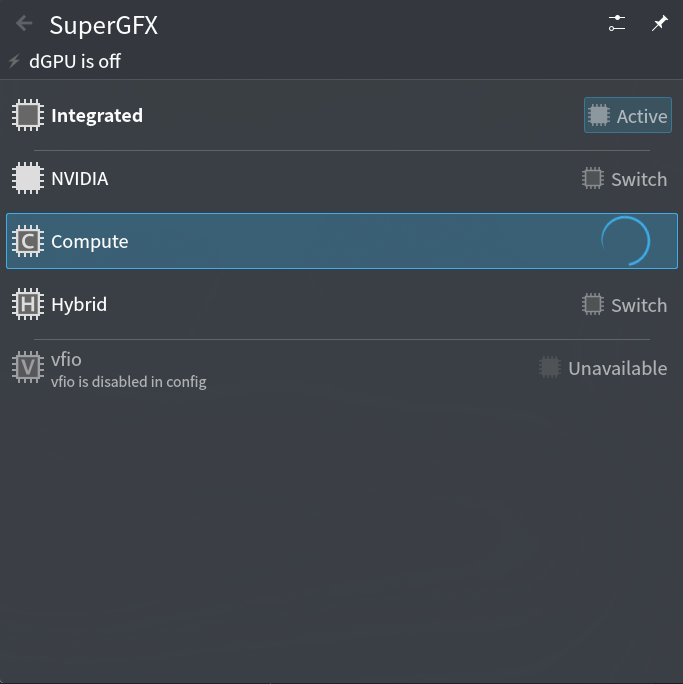 SuperGFX
dGPU is off
Integrated
Active
NVIDIA
Switch
C
Compute
H
Hybrid
Switch
V
vfio
vfio is disabled in config
Unavailable